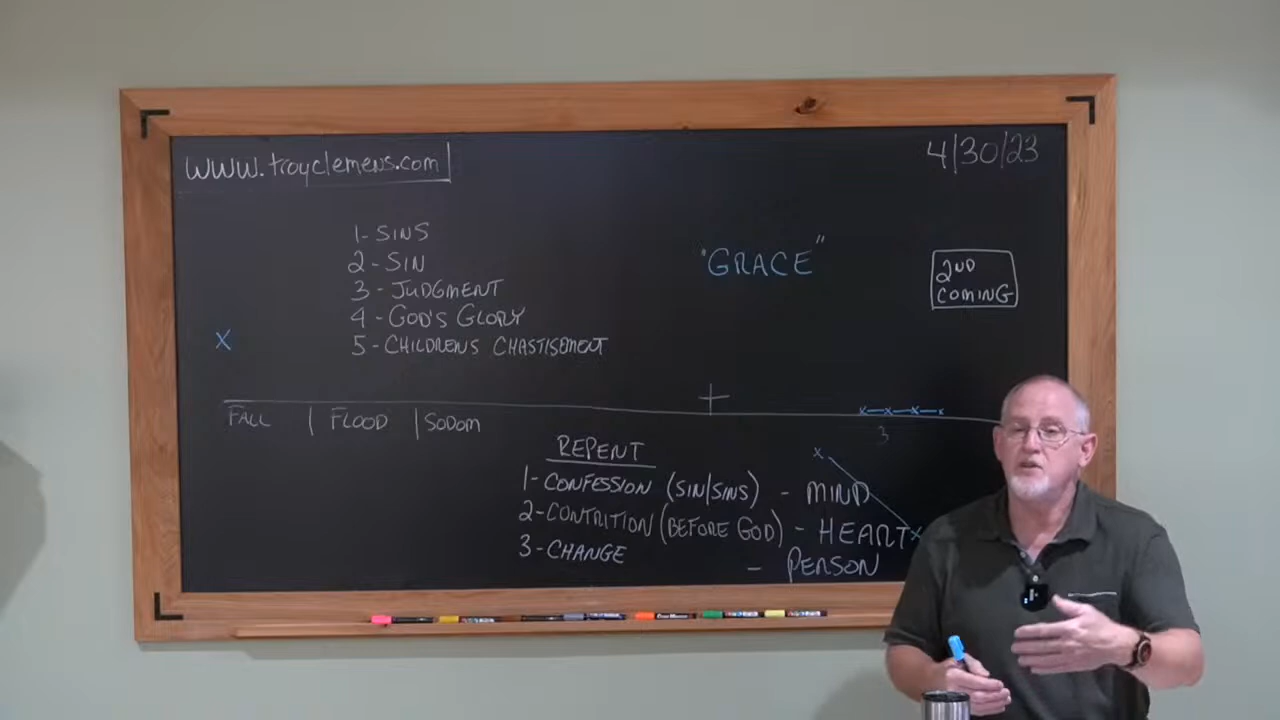 www.troyclemens.com
4/30/23
1- SINS
2- SIN
3- JUDGMENT
4- GOD'S GLORY
5- CHILDRENS CHASTISEMENT
"GRACE"
2ND
COMING
X
X X X X
3
FALL | FLOOD | SODOM
REPENT
1- CONFESSION (SIN/SINS) - MIND
2- CONTRITION (BEFORE GOD) - HEART
3- CHANGE - PERSON
X
X